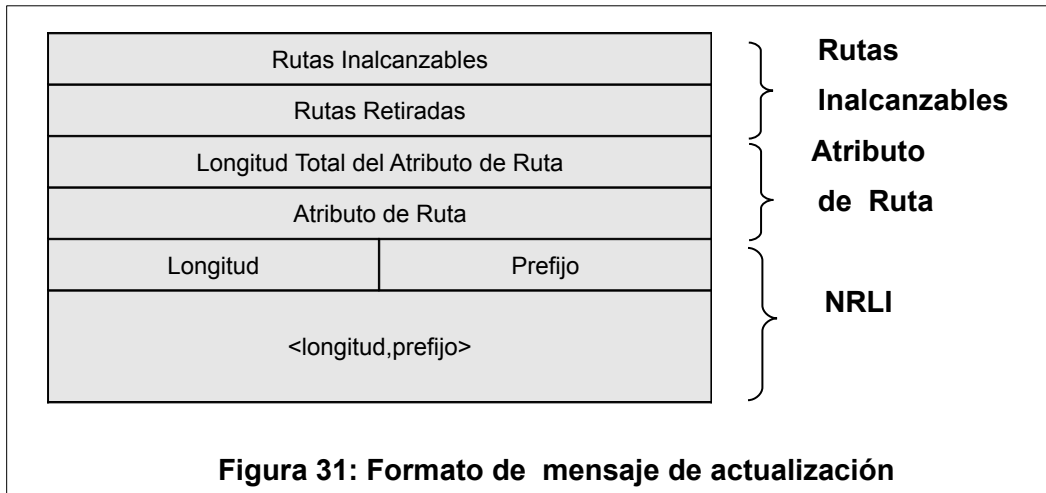 Rutas Inalcanzables
Rutas Retiradas
Longitud Total del Atributo de Ruta
Atributo de Ruta
Longitud Prefijo
<longitud,prefijo>
Rutas
Inalcanzables
Atributo
de Ruta
NRLI
Figura 31: Formato de mensaje de actualización